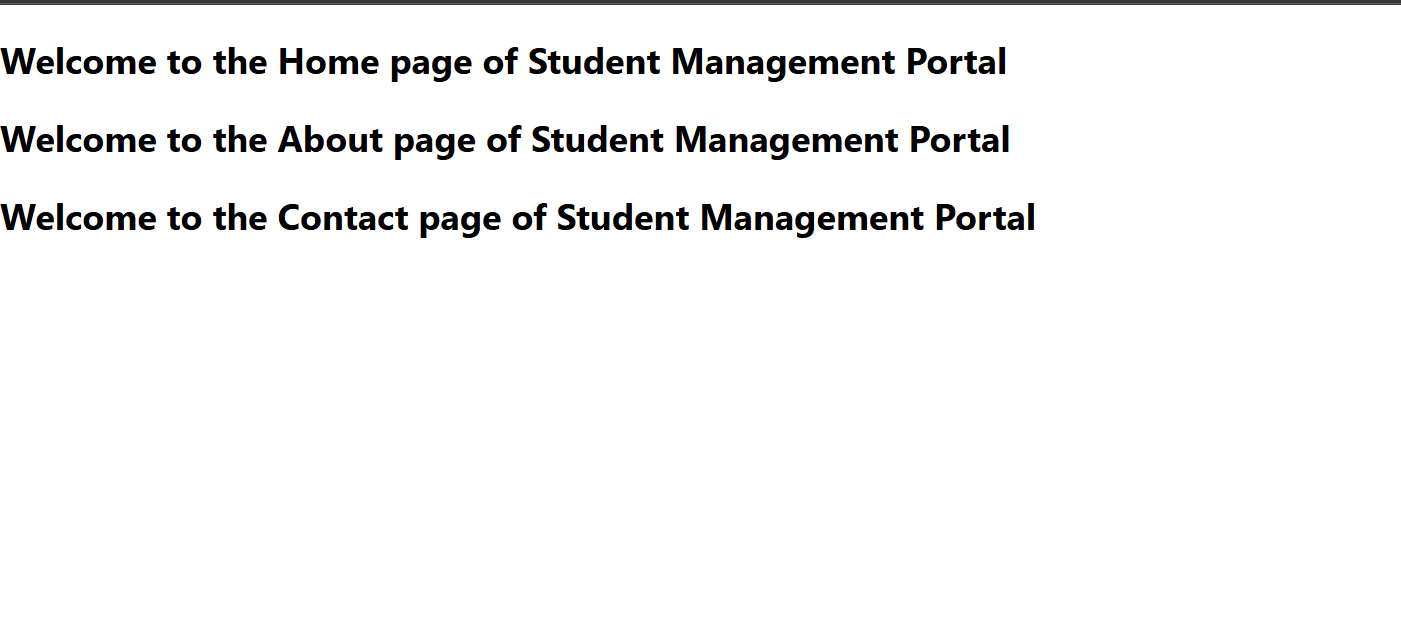 Welcome to the Home page of Student Management Portal
Welcome to the About page of Student Management Portal
Welcome to the Contact page of Student Management Portal